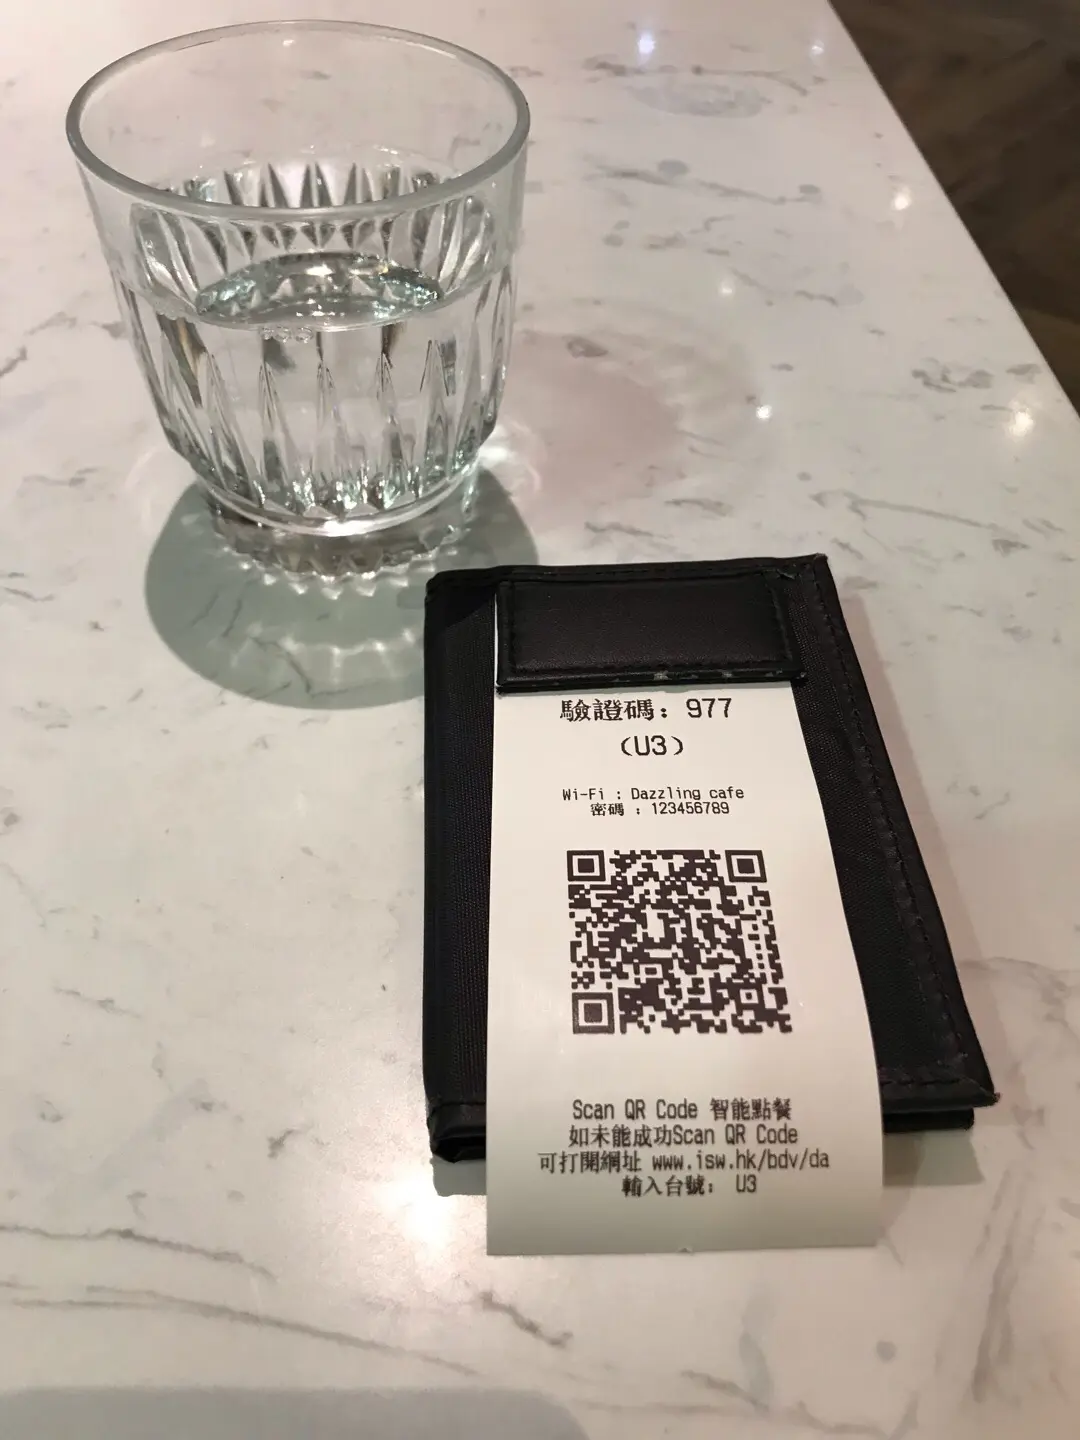 驗證碼：977
（U3）
Wi-Fi : Dazzling cafe
密碼 : 123456789
Scan QR Code 智能點餐
如未能成功Scan QR Code
可打開網址 www.isw.hk/bdv/da
輸入台號： U3